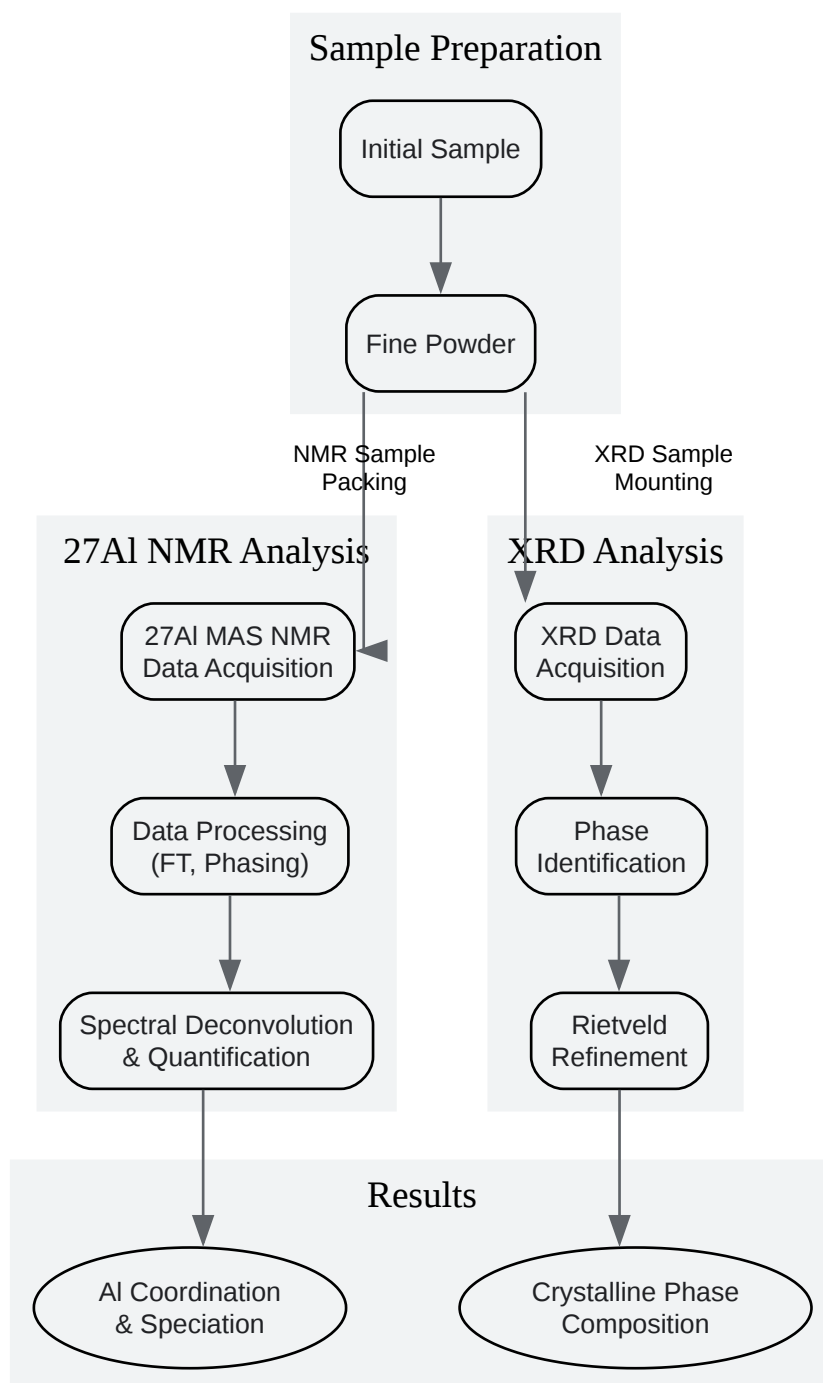 Sample Preparation
Initial Sample
Fine Powder
NMR Sample
Packing
XRD Sample
Mounting
27Al NMR Analysis
27Al MAS NMR
Data Acquisition
Data Processing
(FT, Phasing)
Spectral Deconvolution
& Quantification
XRD Analysis
XRD Data
Acquisition
Phase
Identification
Rietveld
Refinement
Results
Al Coordination
& Speciation
Crystalline Phase
Composition